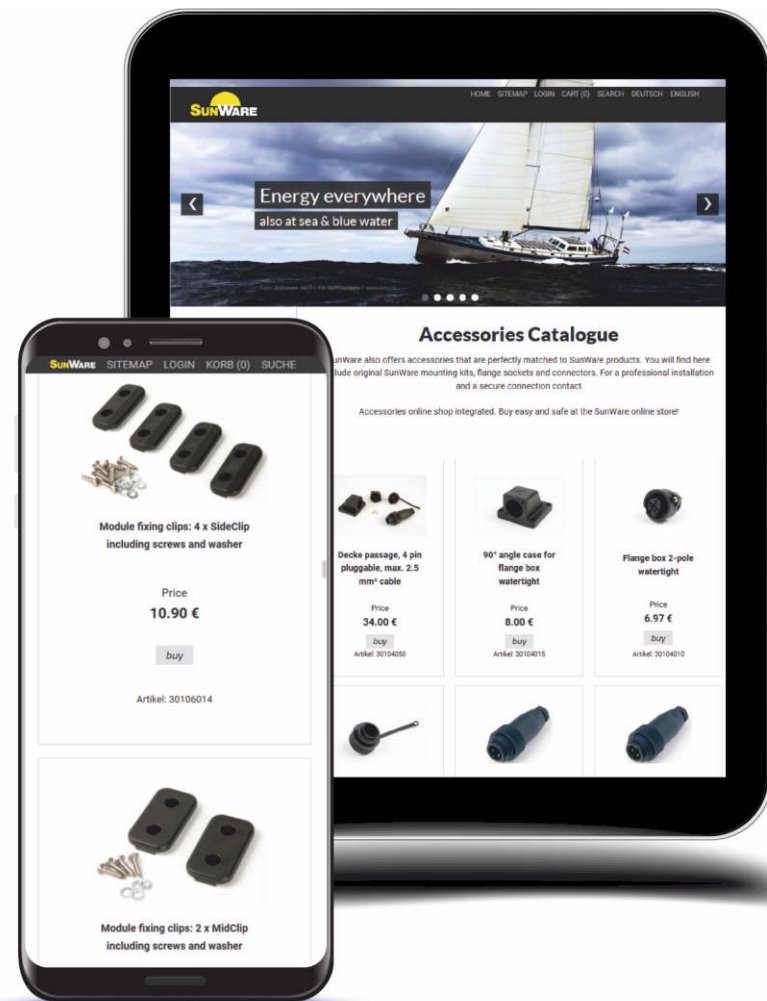 SUNWARE
HOME SITEMAP LOGIN CART (0) SEARCH DEUTSCH ENGLISH
Energy everywhere
also at sea & blue water
Accessories Catalogue
unWare also offers accessories that are perfectly matched to SunWare products. You will find here
lude original SunWare mounting kits, flange sockets and connectors. For a professional installation
and a secure connection contact
Accessories online shop integrated. Buy easy and safe at the SunWare online store!
Decke passage, 4 pin
pluggable, max. 2.5
mm² cable
Price
34.00 €
buy
Artikel: 30104050
90° angle case for
flange box
watertight
Price
8.00 €
buy
Artikel: 30104015
Flange box 2-pole
watertight
Price
6.97 €
buy
Artikel: 30104010
SUNWARE SITEMAP LOGIN KORB (0) SUCHE
Module fixing clips: 4 x SideClip
including screws and washer
Price
10.90 €
buy
Artikel: 30106014
Module fixing clips: 2 x MidClip
including screws and washer